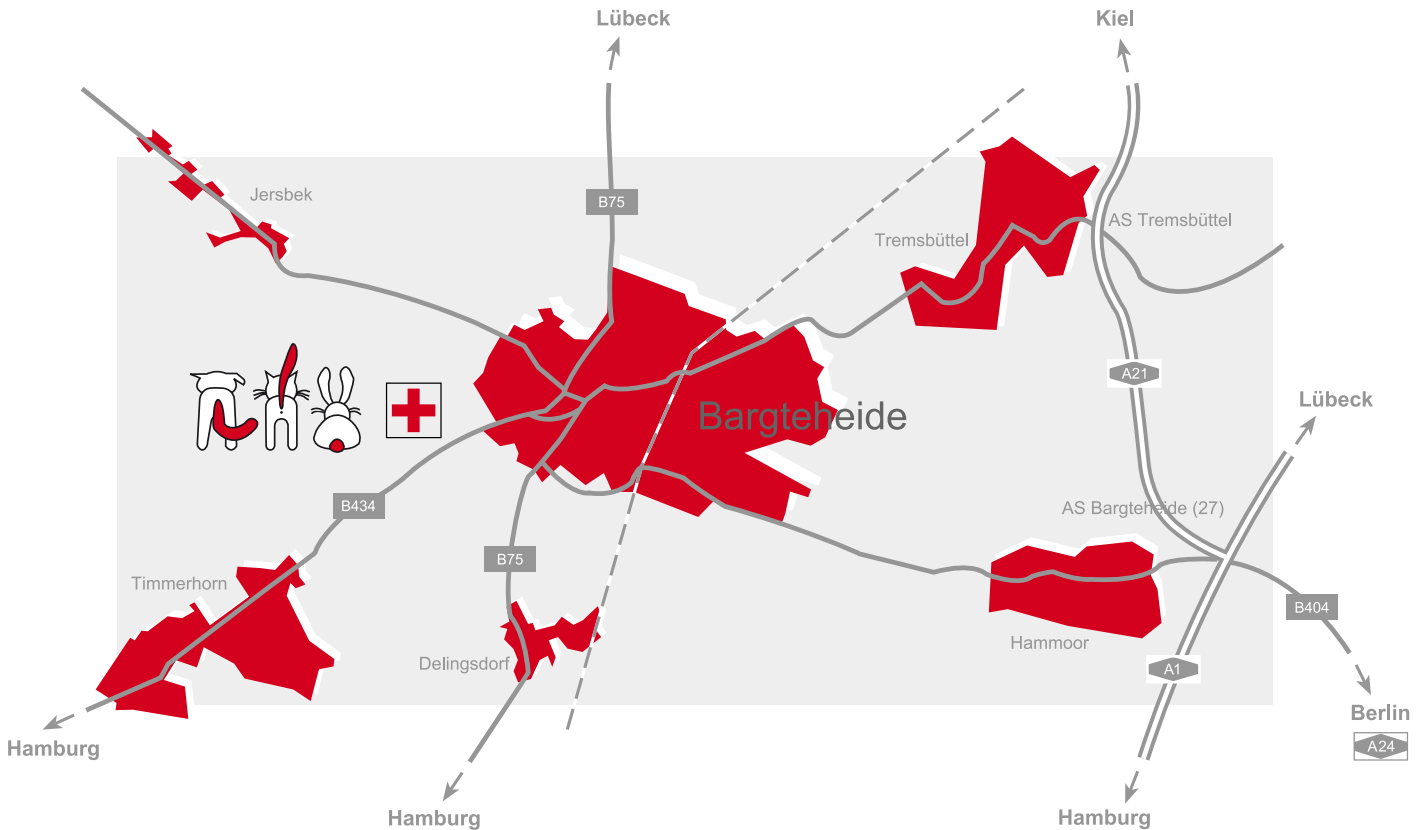 Lübeck
Kiel
Jersbek
B75
Tremsbüttel
AS Tremsbüttel
A21
Lübeck
Bargteheide
B434
AS Bargteheide (27)
B75
Timmerhorn
B404
Hammoor
Delingsdorf
A1
Berlin
A24
Hamburg
Hamburg
Hamburg